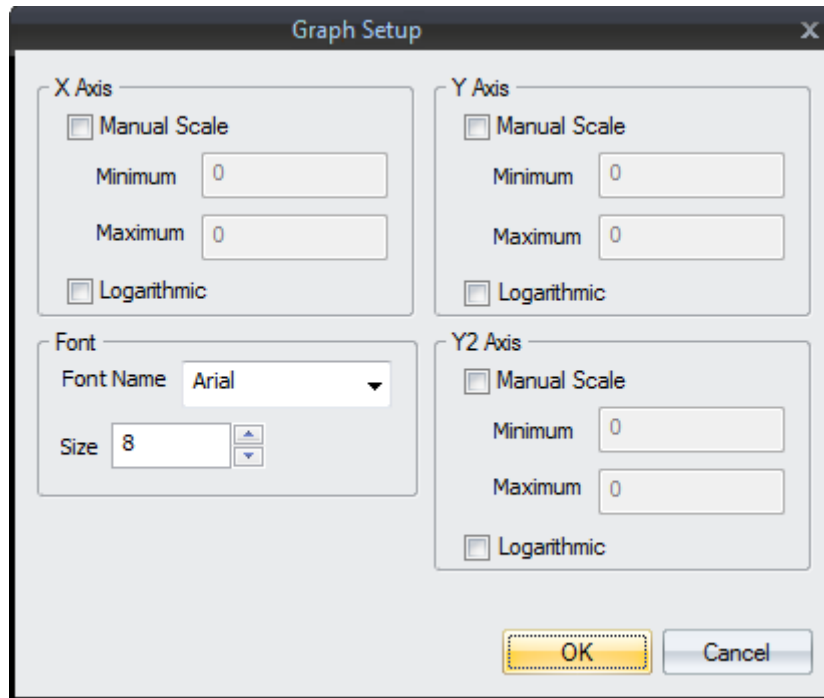 Graph Setup x
X Axis
Manual Scale
Minimum 0
Maximum 0
Logarithmic
Y Axis
Manual Scale
Minimum 0
Maximum 0
Logarithmic
Font
Font Name Arial
Size 8
Y2 Axis
Manual Scale
Minimum 0
Maximum 0
Logarithmic
OK Cancel